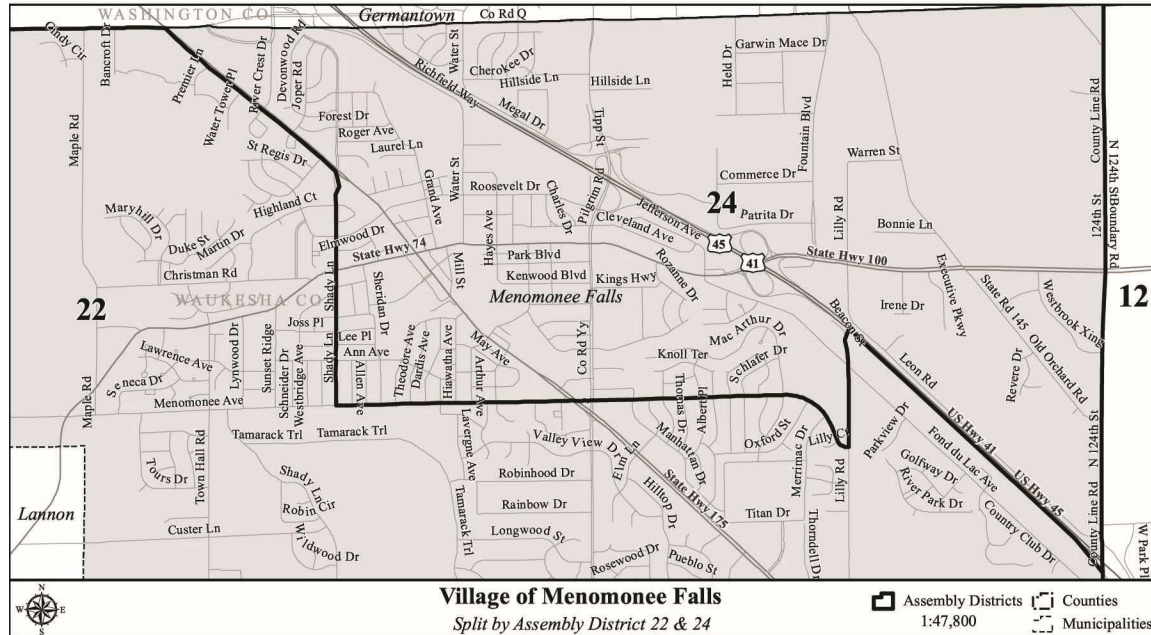 WASHINGTON CO
Germantown
Co Rd Q
Cindy Cir
Bancroft Dr
Premier Ln
Water Tower Pl
River Crest Dr
Devonwood Rd
Joper Rd
Water St
Cherokee Dr
Hillside Ln
Hillside Ln
Richfield Way
Megal Dr
Held Dr
Garwin Mace Dr
Fountain Blvd
County Line Rd
Maple Rd
Forest Dr
Roger Ave
Laurel Ln
St Regis Dr
Grand Ave
Water St
Tipp St
Warren St
Commerce Dr
N 124th St
Boundary Rd
124th St
Roosevelt Dr
Charles Dr
Pilgrim Rd
Highland Ct
Maryhill Dr
Duke St
Martin Dr
Elmwood Dr
Hayes Ave
Cleveland Ave
Jefferson Ave
24
Patrita Dr
Lilly Rd
Bonnie Ln
State Hwy 74
45
41
State Hwy 100
Park Blvd
Christman Rd
Mill St
Kenwood Blvd
Kings Hwy
Rozanne Dr
WAUKESHA CO
Shady Ln
Sheridan Dr
Menomonee Falls
Executive Pkwy
State Rd 145
Westbrook Xing
22
12
Irene Dr
Joss Pl
Lee Pl
Ann Ave
Lawrence Ave
Lynwood Dr
Sunset Ridge
Schneider Dr
Westbridge Ave
Shady Ln
Allen Ave
Theodore Ave
Dardis Ave
Hiawatha Ave
Arthur Ave
May Ave
Co Rd Yy
Mac Arthur Dr
Knoll Ter
Schlafer Dr
Beacon St
Leon Rd
Revere Dr
Old Orchard Rd
Seneca Dr
Maple Rd
Menomonee Ave
Thomas Dr
Albert Pl
US Hwy 41
Tamarack Trl
Tamarack Trl
Lavergne Ave
Valley View Dr
Elm Ln
Manhattan Dr
Oxford St
Merrimac Dr
Lilly Ct
Lilly Rd
Parkview Dr
Fond du Lac Ave
US Hwy 45
N 124th St
Town Hall Rd
Tours Dr
Shady Ln
Robin Cir
Robinhood Dr
Golfway Dr
River Park Dr
Lannon
Rainbow Dr
Hilltop Dr
State Hwy 175
Titan Dr
Custer Ln
Wildwood Dr
Tamarack Trl
Longwood St
Rosewood Dr
Pueblo St
Thorndell Dr
Country Club Dr
County Line Rd
W Park Pl
N
W E
S
Village of Menomonee Falls
Split by Assembly District 22 & 24
Assembly Districts
Counties
1:47,800
Municipalities